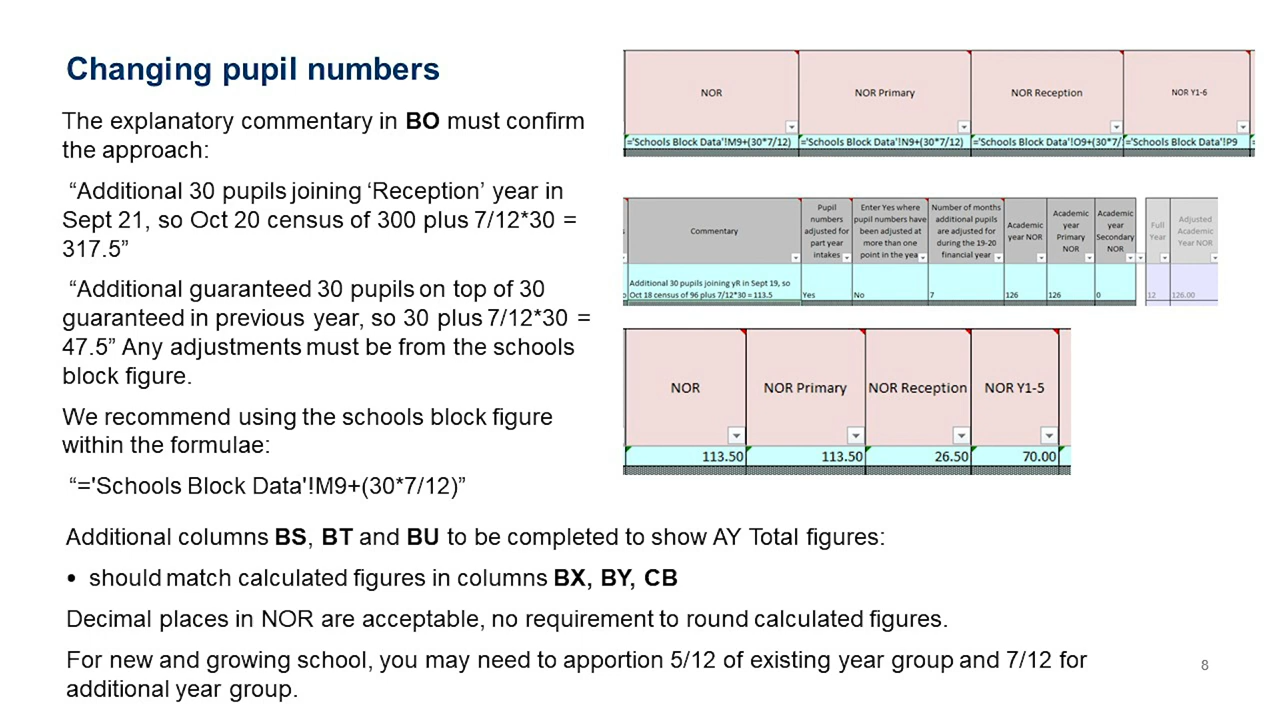 Changing pupil numbers
The explanatory commentary in BO must confirm
the approach:
“Additional 30 pupils joining ‘Reception’ year in
Sept 21, so Oct 20 census of 300 plus 7/12*30 =
317.5”
“Additional guaranteed 30 pupils on top of 30
guaranteed in previous year, so 30 plus 7/12*30 =
47.5” Any adjustments must be from the schools
block figure.
We recommend using the schools block figure
within the formulae:
“='Schools Block Data'!M9+(30*7/12)”
NOR NOR Primary NOR Reception NOR Y1-6
='Schools Block Data'!M9+(30*7/12) ='Schools Block Data'!N9+(30*7/12) ='Schools Block Data'!O9+(30*7/ ='Schools Block Data'!P9
Commentary
Pupil
numbers
adjusted for
part year
intakes
Enter Yes where
pupil numbers have
been adjusted at
more than one
point in the yea
Number of months
additional pupils
are adjusted for
during the 19-20
financial year
Academic
year NOR
Academic
year
Primary
NOR
Academic
year
Secondary
NOR
Full
Year
Adjusted
Academic
Year NOR
Additional 30 pupils joining yR in Sept 19, so
Oct 18 census of 96 plus 7/12*30 = 113.5
Yes No 7 126 126 0 12 126.00
NOR NOR Primary NOR Reception NOR Y1-5
113.50 113.50 26.50 70.00
Additional columns BS, BT and BU to be completed to show AY Total figures:
• should match calculated figures in columns BX, BY, CB
Decimal places in NOR are acceptable, no requirement to round calculated figures.
For new and growing school, you may need to apportion 5/12 of existing year group and 7/12 for
additional year group.
8